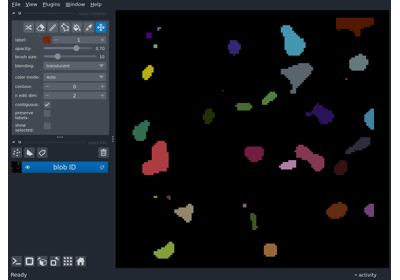 File View Plugins Window Help
label: 1
opacity: 0.70
brush size: 10
blending: translucent
color mode: auto
contour: 0
n edit dim: 2
contiguous:
preserve
labels:
show
selected:
blob ID
Ready
activity